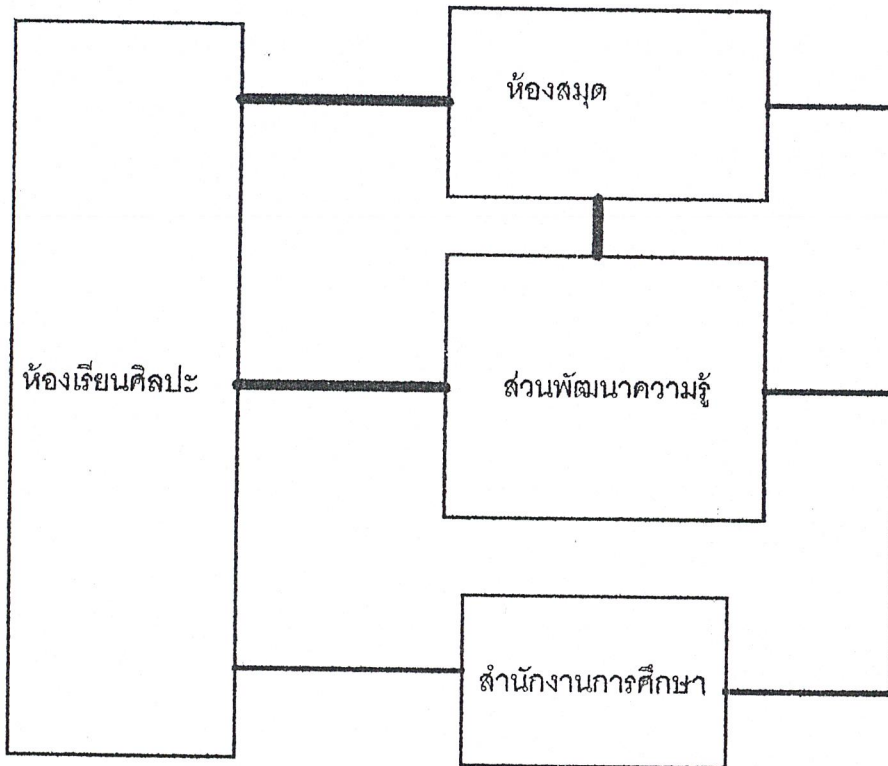 ห้องสมุด
ห้องเรียนศิลปะ
ส่วนพัฒนาความรู้
สำนักงานการศึกษา